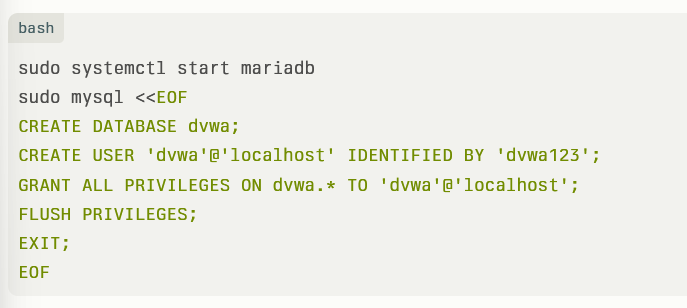 bash
sudo systemctl start mariadb
sudo mysql <<EOF
CREATE DATABASE dvwa;
CREATE USER 'dvwa'@'localhost' IDENTIFIED BY 'dvwa123';
GRANT ALL PRIVILEGES ON dvwa.* TO 'dvwa'@'localhost';
FLUSH PRIVILEGES;
EXIT;
EOF